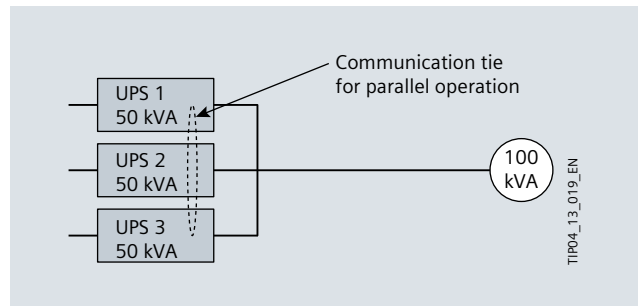 Communication tie
for parallel operation
UPS 1
50 kVA
UPS 2
50 kVA
UPS 3
50 kVA
100
kVA
TIP04_13_019_EN